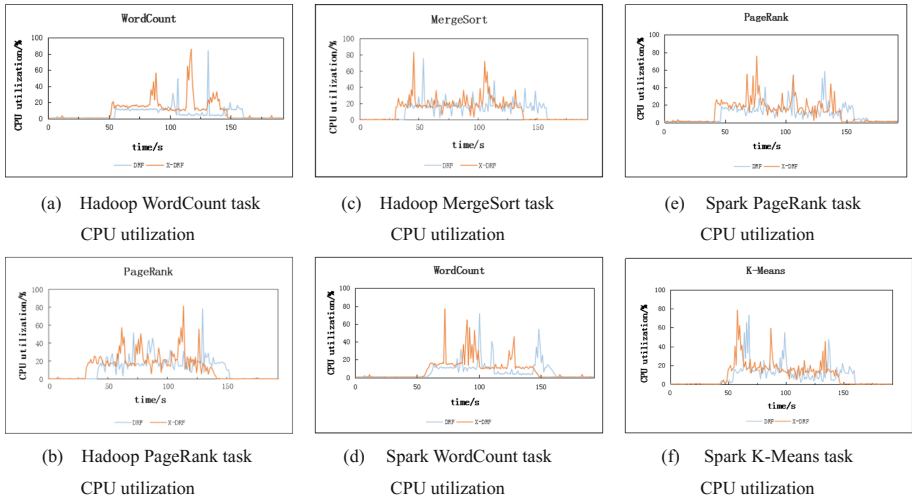 WordCount
CPU utilization/%
100
80
60
40
20
0
0 50 100 150
time/s
DRF X-DRF
(a) Hadoop WordCount task
CPU utilization
MergeSort
CPU utilization/%
100
80
60
40
20
0
0 50 100 150
time/s
DRF X-DRF
(c) Hadoop MergeSort task
CPU utilization
PageRank
CPU utilization/%
100
80
60
40
20
0
0 50 100 150
time/s
DRF X-DRF
(e) Spark PageRank task
CPU utilization
PageRank
CPU utilization/%
100
80
60
40
20
0
0 50 100 150
time/s
DRF X-DRF
(b) Hadoop PageRank task
CPU utilization
WordCount
CPU utilization/%
100
80
60
40
20
0
0 50 100 150
time/s
DRF X-DRF
(d) Spark WordCount task
CPU utilization
K-Means
CPU utilization/%
100
80
60
40
20
0
0 50 100 150
time/s
DRF X-DRF
(f) Spark K-Means task
CPU utilization